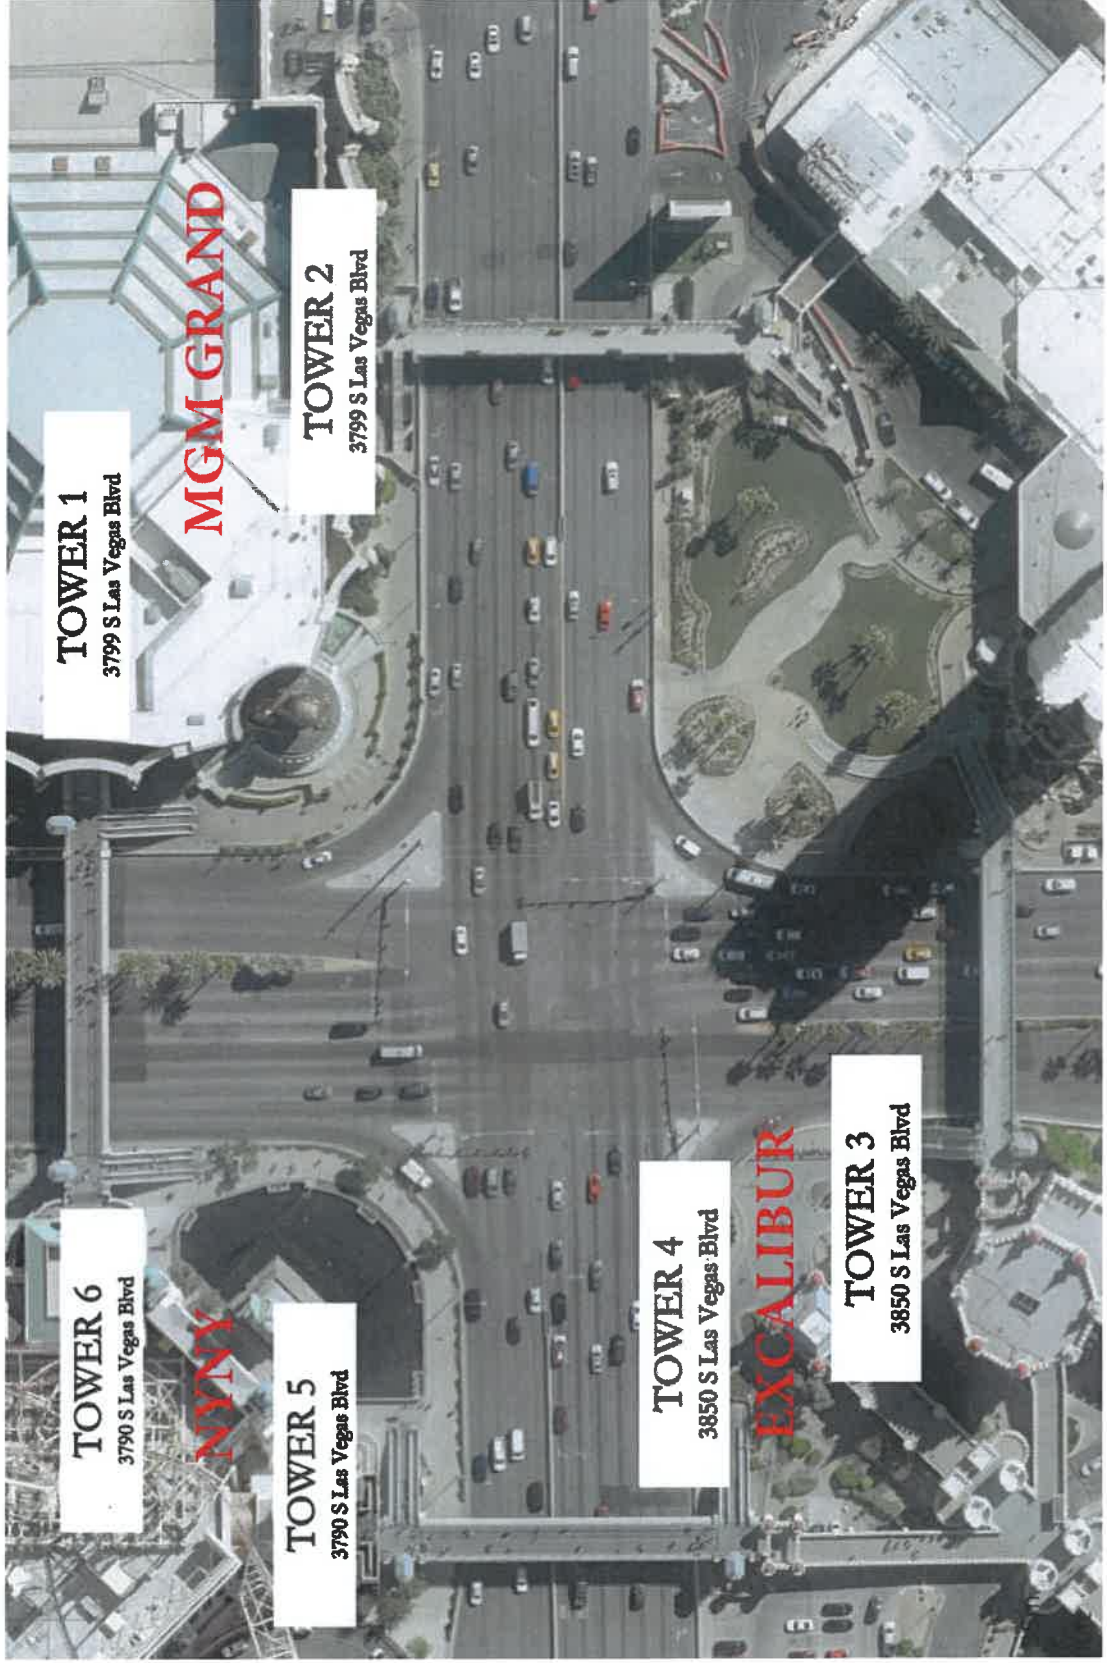 TOWER 6
3790 S Las Vegas Blvd
TOWER 1
3799 S Las Vegas Blvd
NYNY
MGM GRAND
TOWER 5
3790 S Las Vegas Blvd
TOWER 2
3799 S Las Vegas Blvd
TOWER 4
3850 S Las Vegas Blvd
EXCALIBUR
TOWER 3
3850 S Las Vegas Blvd